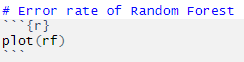 # Error rate of Random Forest
```{r}
plot(rf)
```